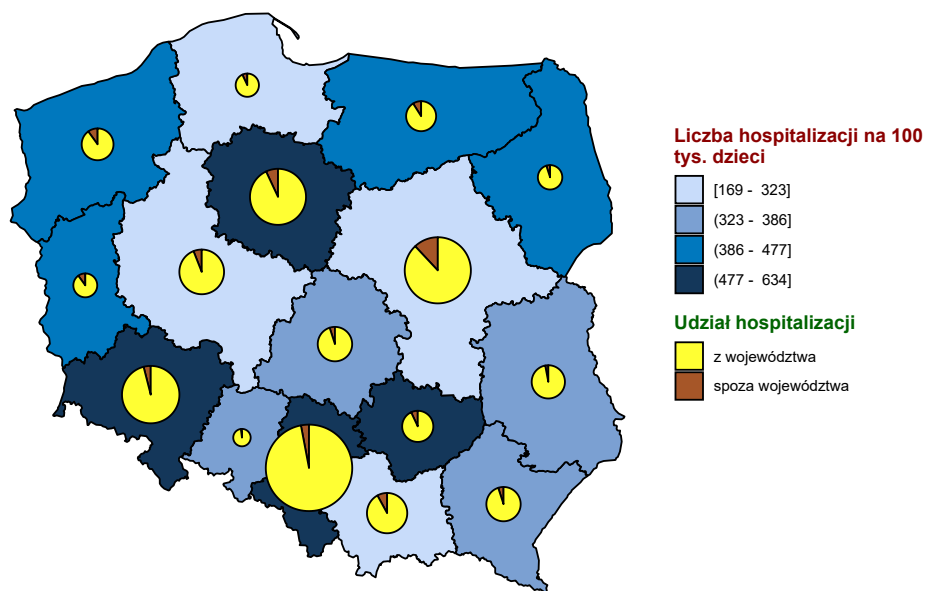 Liczba hospitalizacji na 100
tys. dzieci
[169 - 323]
(323 - 386]
(386 - 477]
(477 - 634]
Udział hospitalizacji
z województwa
spoza województwa